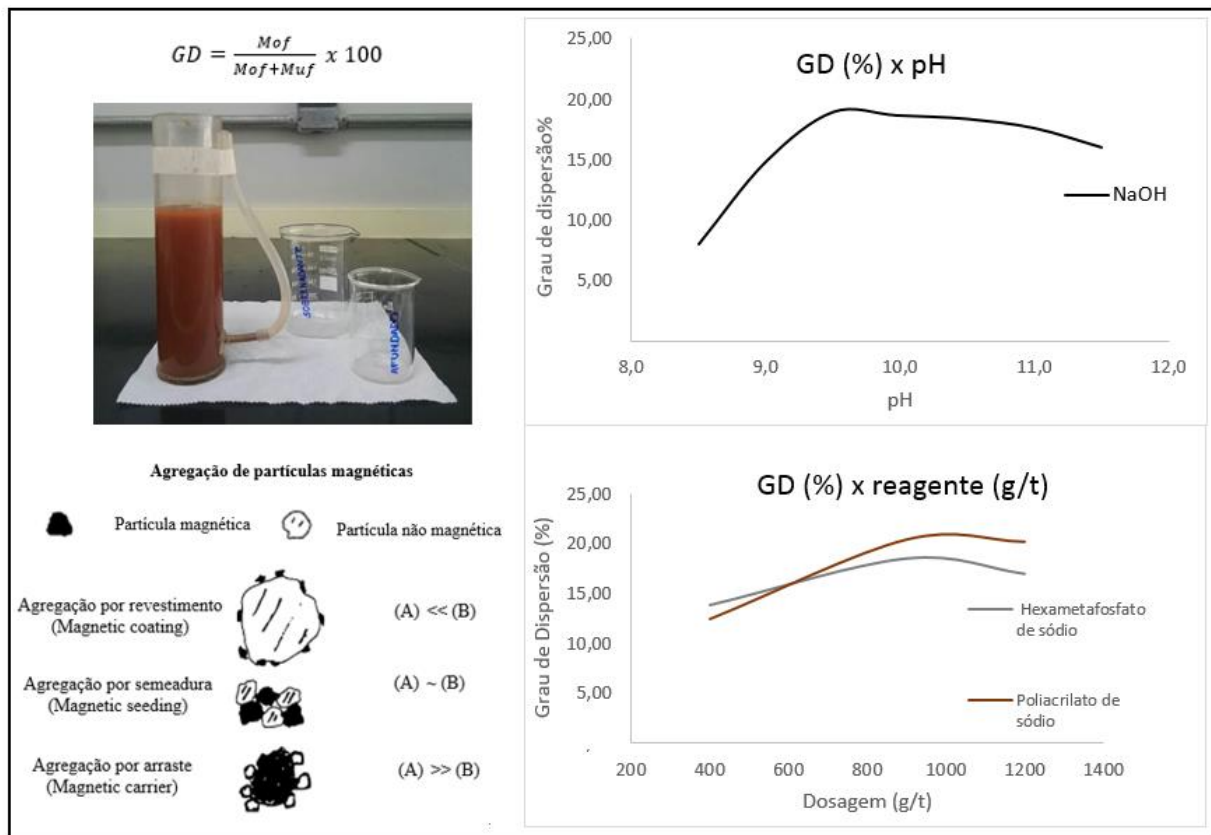 GD = Mof / Mof+Muf x 100
SOBRENADANTE
AFUNDADO
Agregação de partículas magnéticas
Partícula magnética
Partícula não magnética
Agregação por revestimento
(Magnetic coating)
(A) << (B)
Agregação por semeadura
(Magnetic seeding)
(A) ~ (B)
Agregação por arraste
(Magnetic carrier)
(A) >> (B)
GD (%) x pH
Grau de dispersão%
25,00
20,00
15,00
10,00
5,00
NaOH
8,0 9,0 10,0 11,0 12,0
pH
GD (%) x reagente (g/t)
Grau de Dispersão (%)
25,00
20,00
15,00
10,00
5,00
Hexametafosfato
de sódio
Poliacrilato de
sódio
200 400 600 800 1000 1200 1400
Dosagem (g/t)